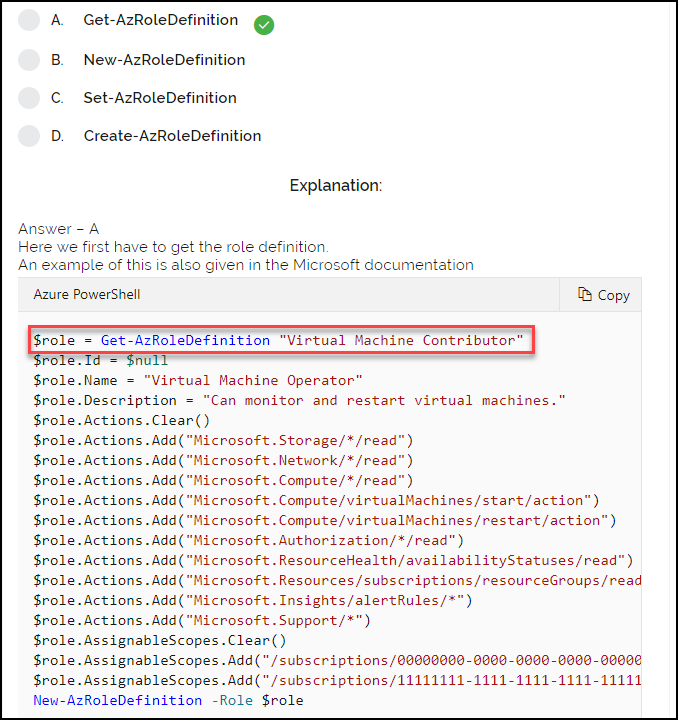 A. Get-AzRoleDefinition
B. New-AzRoleDefinition
C. Set-AzRoleDefinition
D. Create-AzRoleDefinition
Explanation:
Answer – A
Here we first have to get the role definition.
An example of this is also given in the Microsoft documentation
Azure PowerShell Copy
$role = Get-AzRoleDefinition "Virtual Machine Contributor"
$role.Id = $null
$role.Name = "Virtual Machine Operator"
$role.Description = "Can monitor and restart virtual machines."
$role.Actions.Clear()
$role.Actions.Add("Microsoft.Storage/*/read")
$role.Actions.Add("Microsoft.Network/*/read")
$role.Actions.Add("Microsoft.Compute/*/read")
$role.Actions.Add("Microsoft.Compute/virtualMachines/start/action")
$role.Actions.Add("Microsoft.Compute/virtualMachines/restart/action")
$role.Actions.Add("Microsoft.Authorization/*/read")
$role.Actions.Add("Microsoft.ResourceHealth/availabilityStatuses/read")
$role.Actions.Add("Microsoft.Resources/subscriptions/resourceGroups/read
$role.Actions.Add("Microsoft.Insights/alertRules/*")
$role.Actions.Add("Microsoft.Support/*")
$role.AssignableScopes.Clear()
$role.AssignableScopes.Add("/subscriptions/00000000-0000-0000-0000-00000
$role.AssignableScopes.Add("/subscriptions/11111111-1111-1111-1111-11111
New-AzRoleDefinition -Role $role